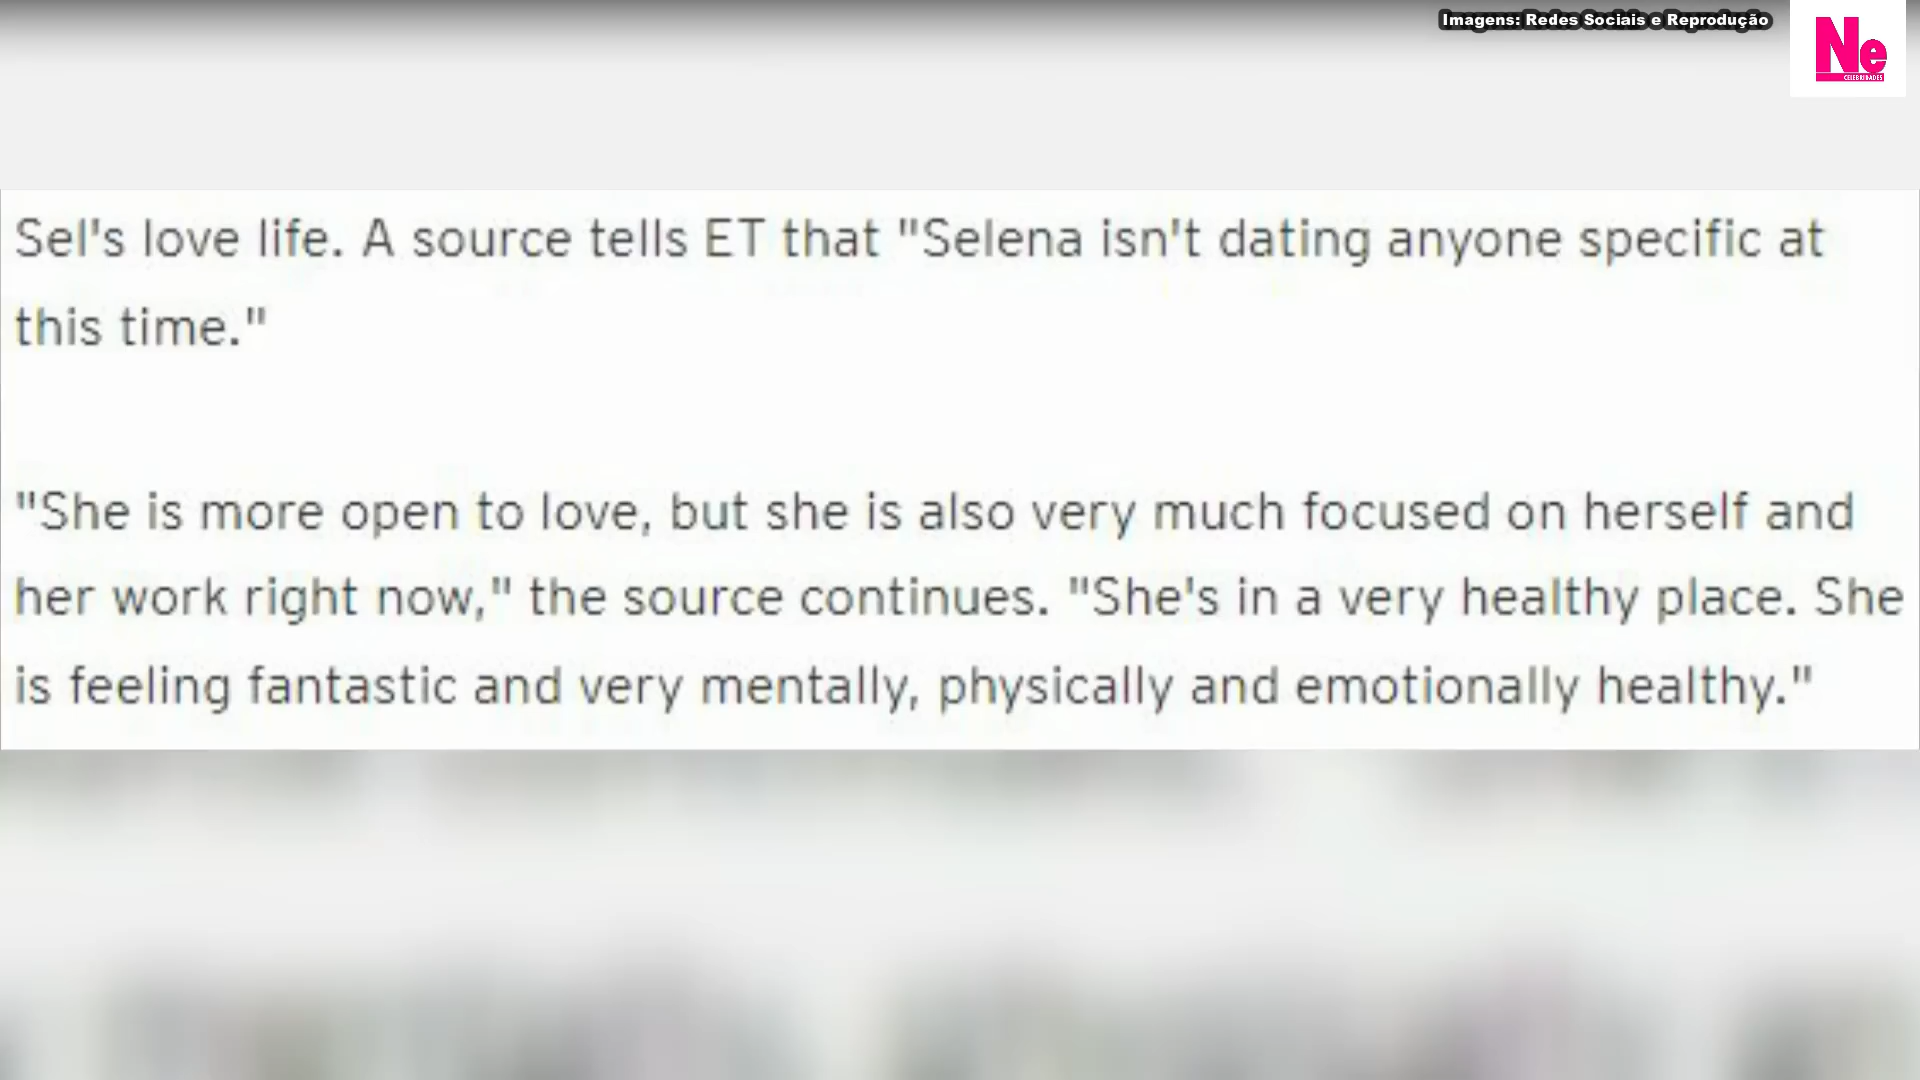 Imagens: Redes Sociais e Reprodução
Ne
CELEBRIDADES
Sel's love life. A source tells ET that "Selena isn't dating anyone specific at
this time."
"She is more open to love, but she is also very much focused on herself and
her work right now," the source continues. "She's in a very healthy place. She
is feeling fantastic and very mentally, physically and emotionally healthy."